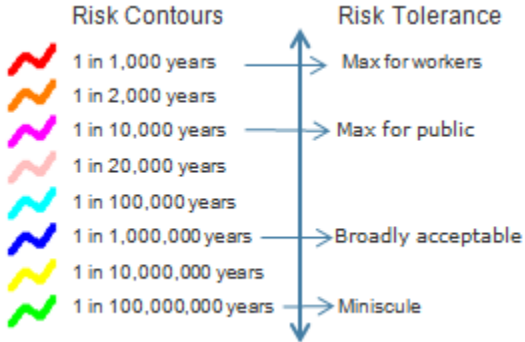 Risk Contours
Risk Tolerance
1 in 1,000 years
Max for workers
1 in 2,000 years
1 in 10,000 years
Max for public
1 in 20,000 years
1 in 100,000 years
1 in 1,000,000 years
Broadly acceptable
1 in 10,000,000 years
1 in 100,000,000 years
Miniscule